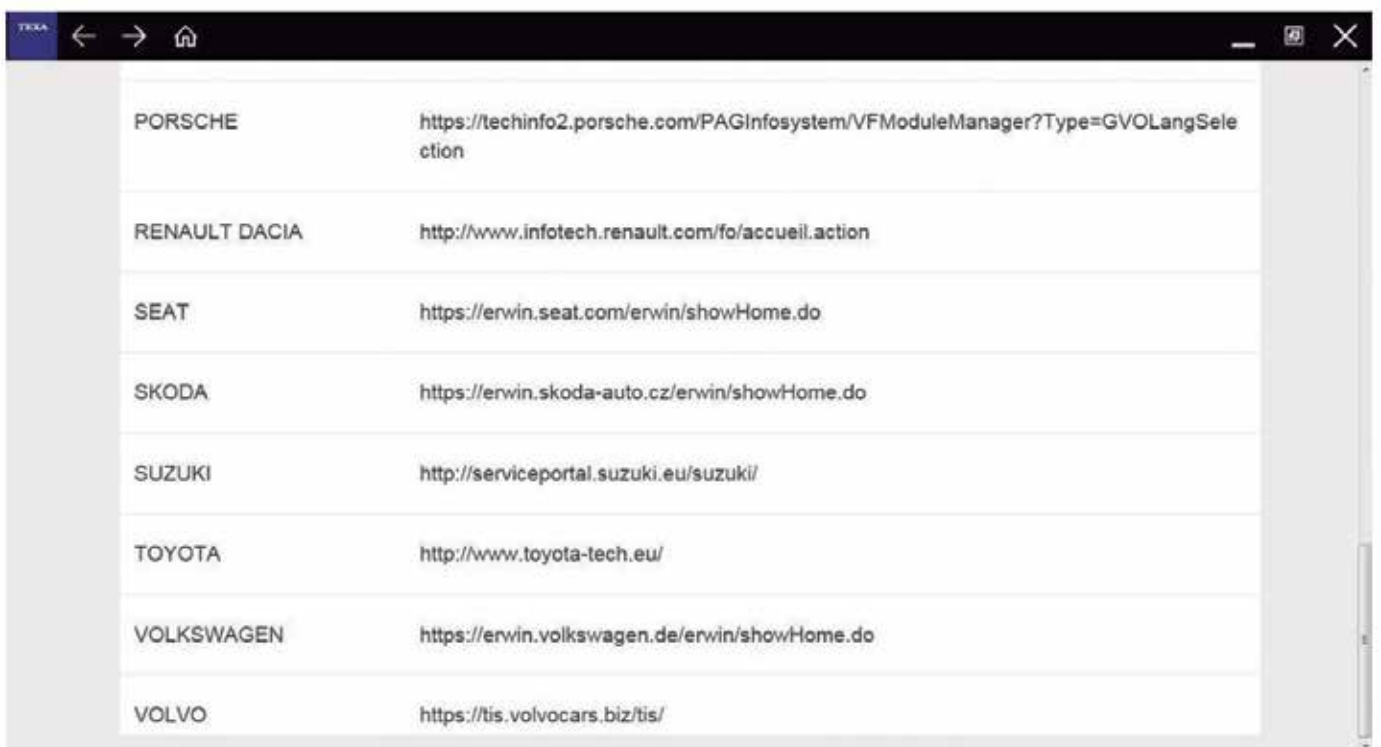 TEXA
PORSCHE
https://techinfo2.porsche.com/PAGInfosystem/VFModuleManager?Type=GVOLangSele
ction
RENAULT DACIA
http://www.infotech.renault.com/fo/accueil.action
SEAT
https://erwin.seat.com/erwin/showHome.do
SKODA
https://erwin.skoda-auto.cz/erwin/showHome.do
SUZUKI
http://serviceportal.suzuki.eu/suzuki/
TOYOTA
http://www.toyota-tech.eu/
VOLKSWAGEN
https://erwin.volkswagen.de/erwin/showHome.do
VOLVO
https://tis.volvocars.biz/tis/